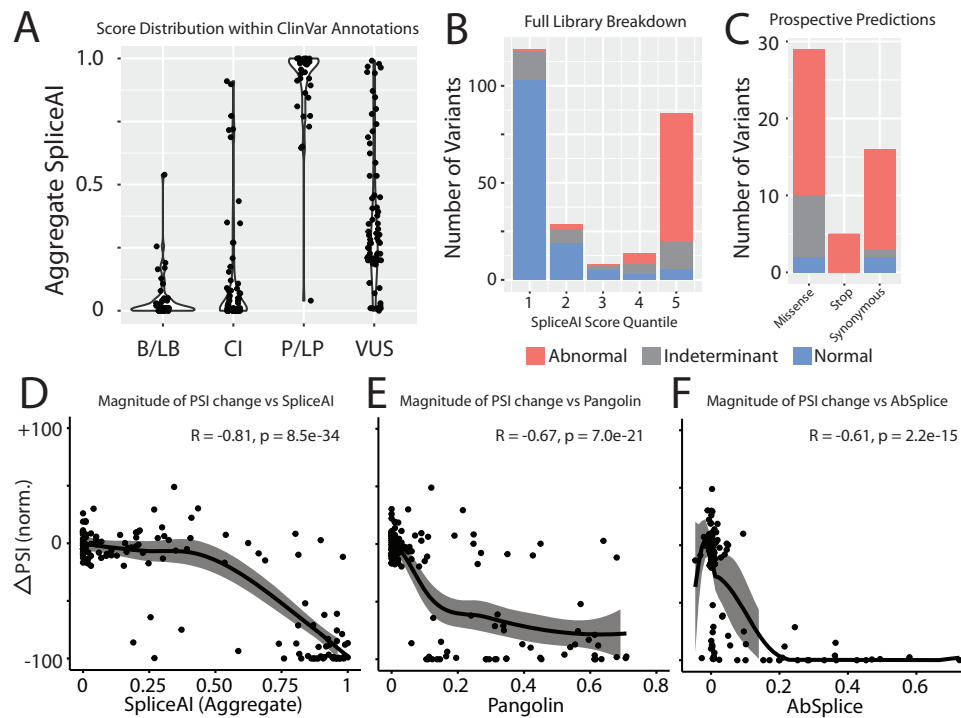 A
Score Distribution within ClinVar Annotations
Aggregate SpliceAI
1.0
0.5
0
B/LB CI P/LP VUS
B
Full Library Breakdown
Number of Variants
100
50
0
1 2 3 4 5
SpliceAI Score Quantile
C
Prospective Predictions
Number of Variants
30
20
10
0
Missense Stop Synonymous
Abnormal Indeterminant Normal
D
Magnitude of PSI change vs SpliceAI
R = -0.81, p = 8.5e-34
△PSI (norm.)
+100
0
-100
0 0.25 0.50 0.75 1
SpliceAI (Aggregate)
E
Magnitude of PSI change vs Pangolin
R = -0.67, p = 7.0e-21
0 0.2 0.4 0.6 0.8
Pangolin
F
Magnitude of PSI change vs AbSplice
R = -0.61, p = 2.2e-15
0 0.2 0.4 0.6
AbSplice